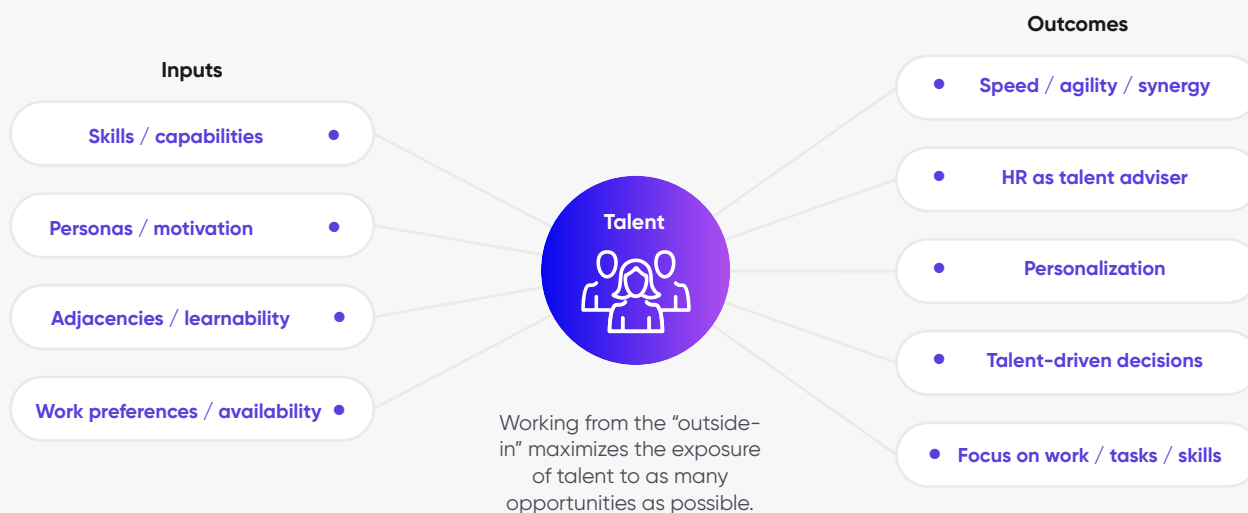 Inputs
Skills / capabilities
Personas / motivation
Adjacencies / learnability
Work preferences / availability
Talent
Working from the “outside-
in” maximizes the exposure
of talent to as many
opportunities as possible.
Outcomes
Speed / agility / synergy
HR as talent adviser
Personalization
Talent-driven decisions
Focus on work / tasks / skills